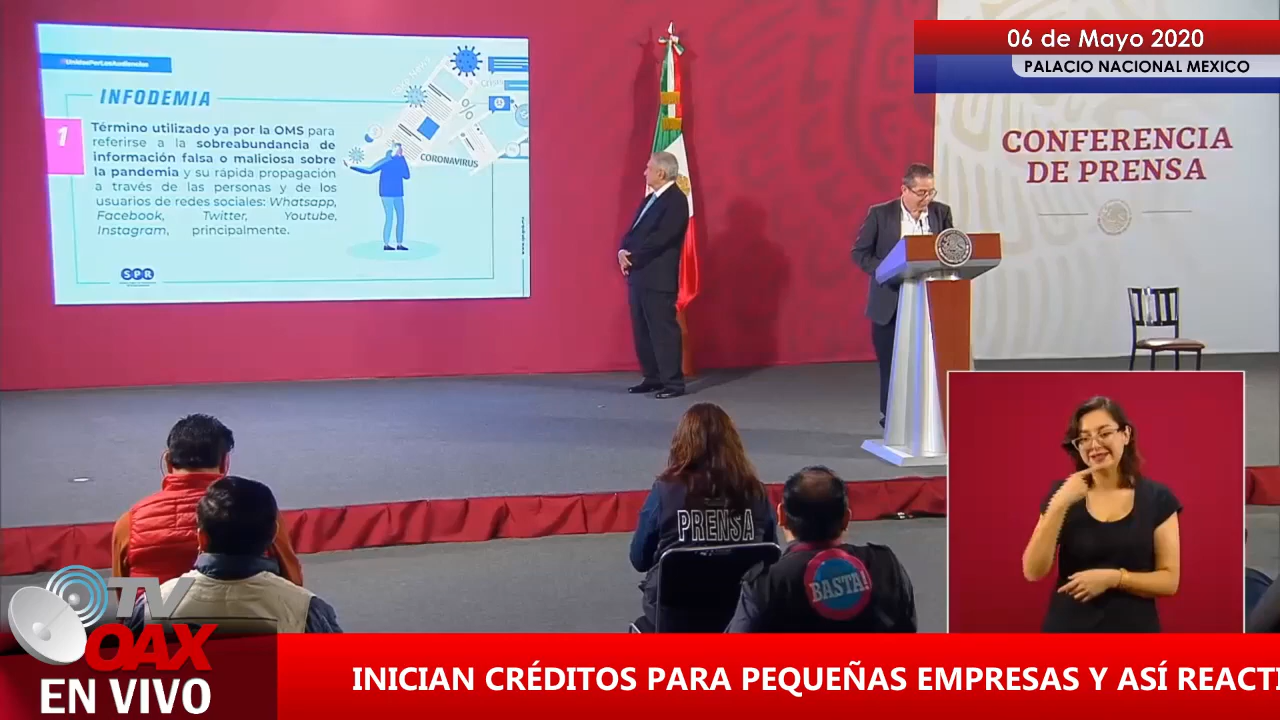 #UnidasPorLasAudiencias
INFODEMIA
1
Término utilizado ya por la OMS para
referirse a la sobreabundancia de
información falsa o maliciosa sobre
la pandemia y su rápida propagación
a través de las personas y de los
usuarios de redes sociales: Whatsapp,
Facebook, Twitter, Youtube,
Instagram, principalmente.
CORONAVIRUS
SPR
06 de Mayo 2020
PALACIO NACIONAL MEXICO
CONFERENCIA
DE PRENSA
PRENSA
BASTA!
TV
OAX
EN VIVO
INICIAN CRÉDITOS PARA PEQUEÑAS EMPRESAS Y ASÍ REACTI